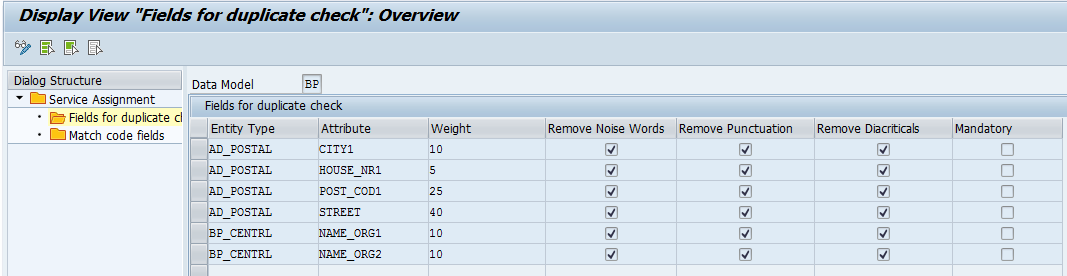 Display View "Fields for duplicate check": Overview
Dialog Structure
Service Assignment
Fields for duplicate cl
Match code fields
Data Model BP
Fields for duplicate check
Entity Type Attribute Weight Remove Noise Words Remove Punctuation Remove Diacriticals Mandatory
AD_POSTAL CITY1 10
AD_POSTAL HOUSE_NR1 5
AD_POSTAL POST_COD1 25
AD_POSTAL STREET 40
BP_CENTRL NAME_ORG1 10
BP_CENTRL NAME_ORG2 10